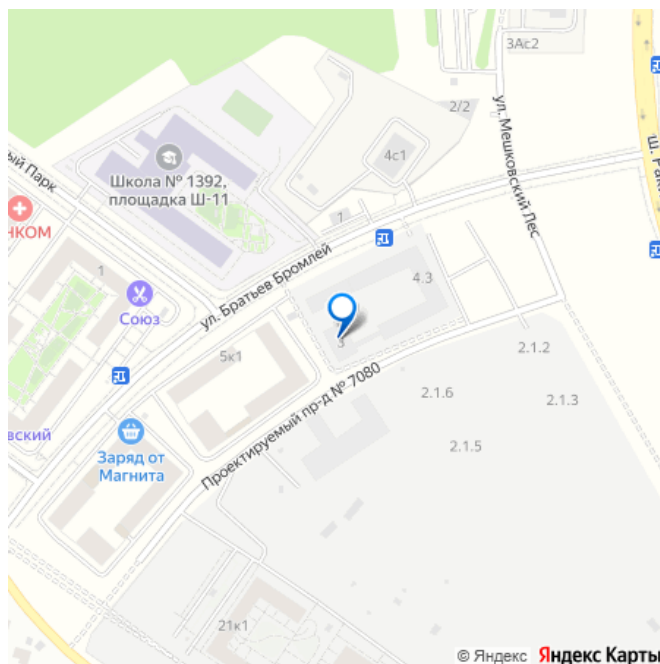 3Ас2
2/2
ул. Мешковский Лес
4с1
Школа № 1392,
площадка Ш-11
ый Парк
НКОМ
1
1
ул. Братьев Бромлей
4.3
Союз
3
5к1
2.1.2
2.1.6
2.1.3
Проектируемый пр-д № 7080
2.1.5
вский
Заряд от
Магнита
21к1
© Яндекс Яндекс Карты